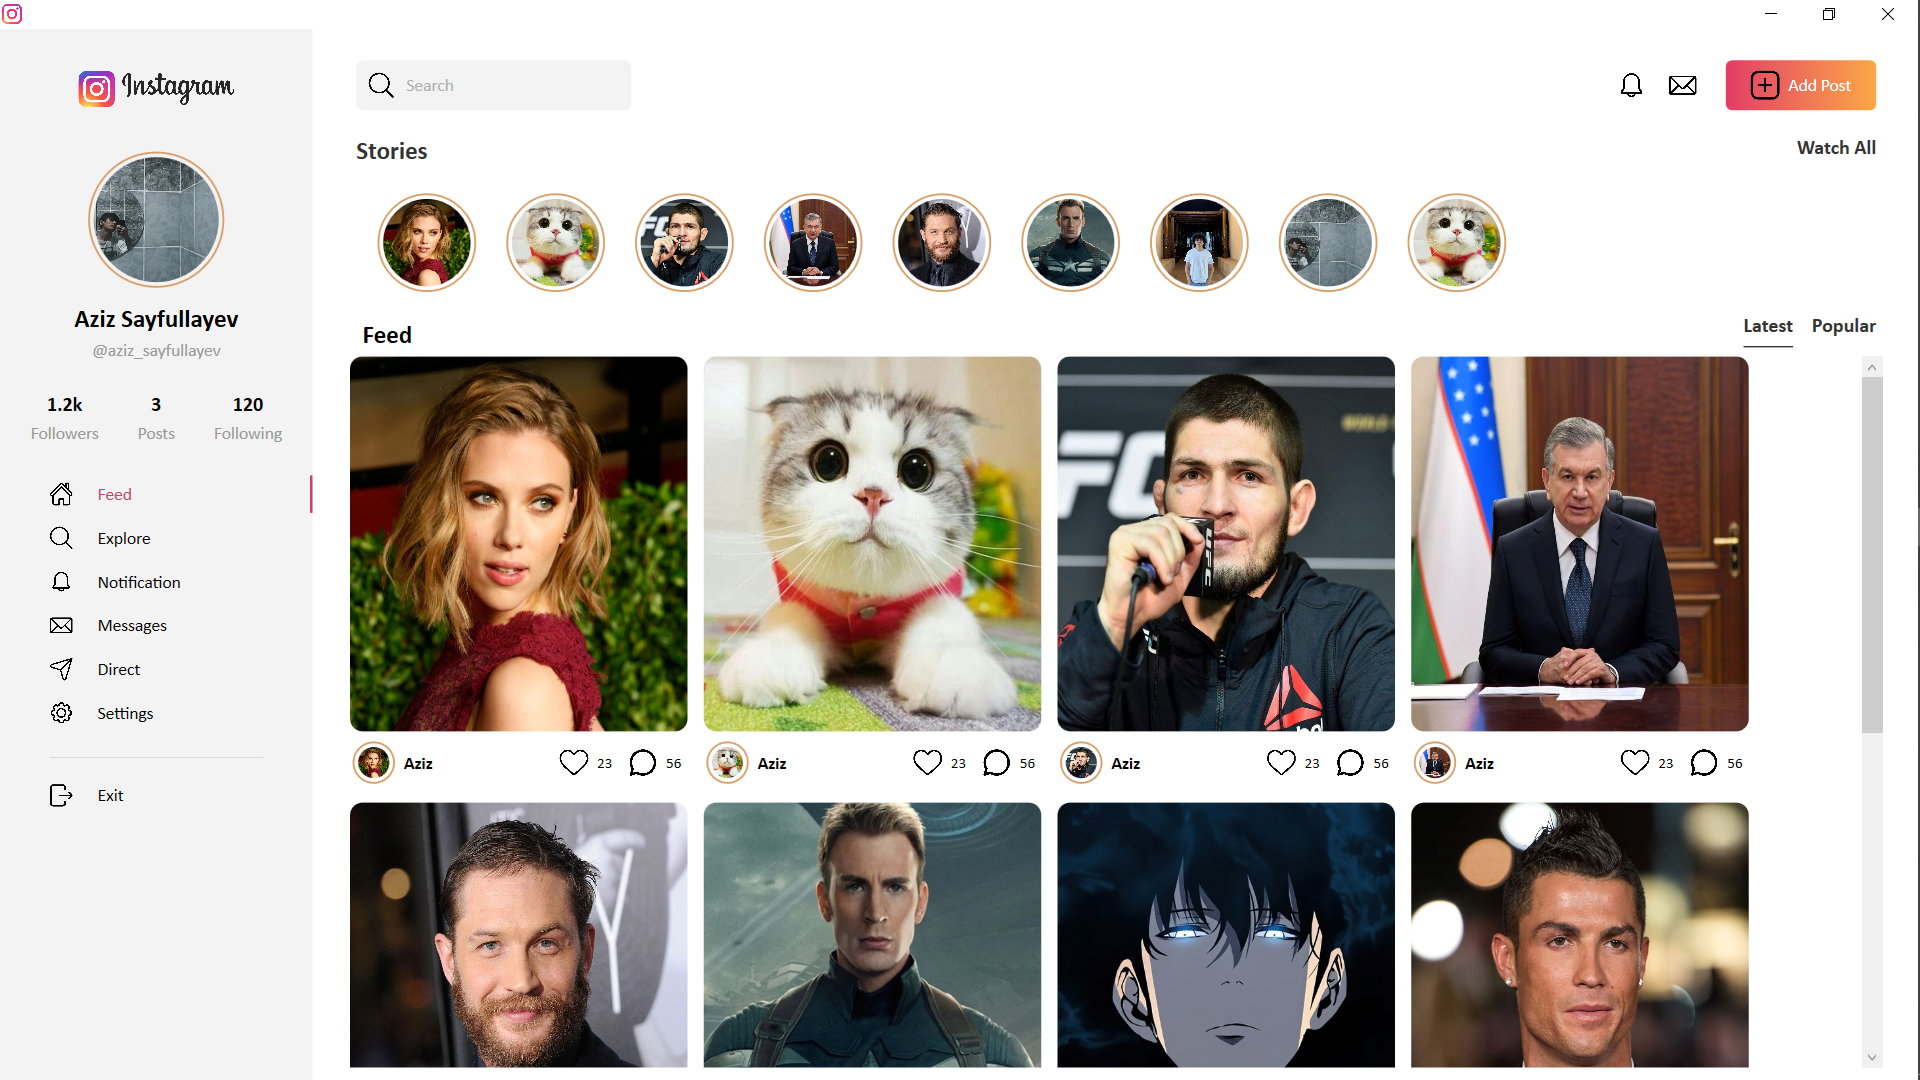 Instagram
Aziz Sayfullayev
@aziz_sayfullayev
1.2k 3 120
Followers Posts Following
Feed
Explore
Notification
Messages
Direct
Settings
Exit
Search
Add Post
Stories
Watch All
Feed
Latest Popular
UFC
Aziz 23 56
Aziz 23 56
Aziz 23 56
Aziz 23 56